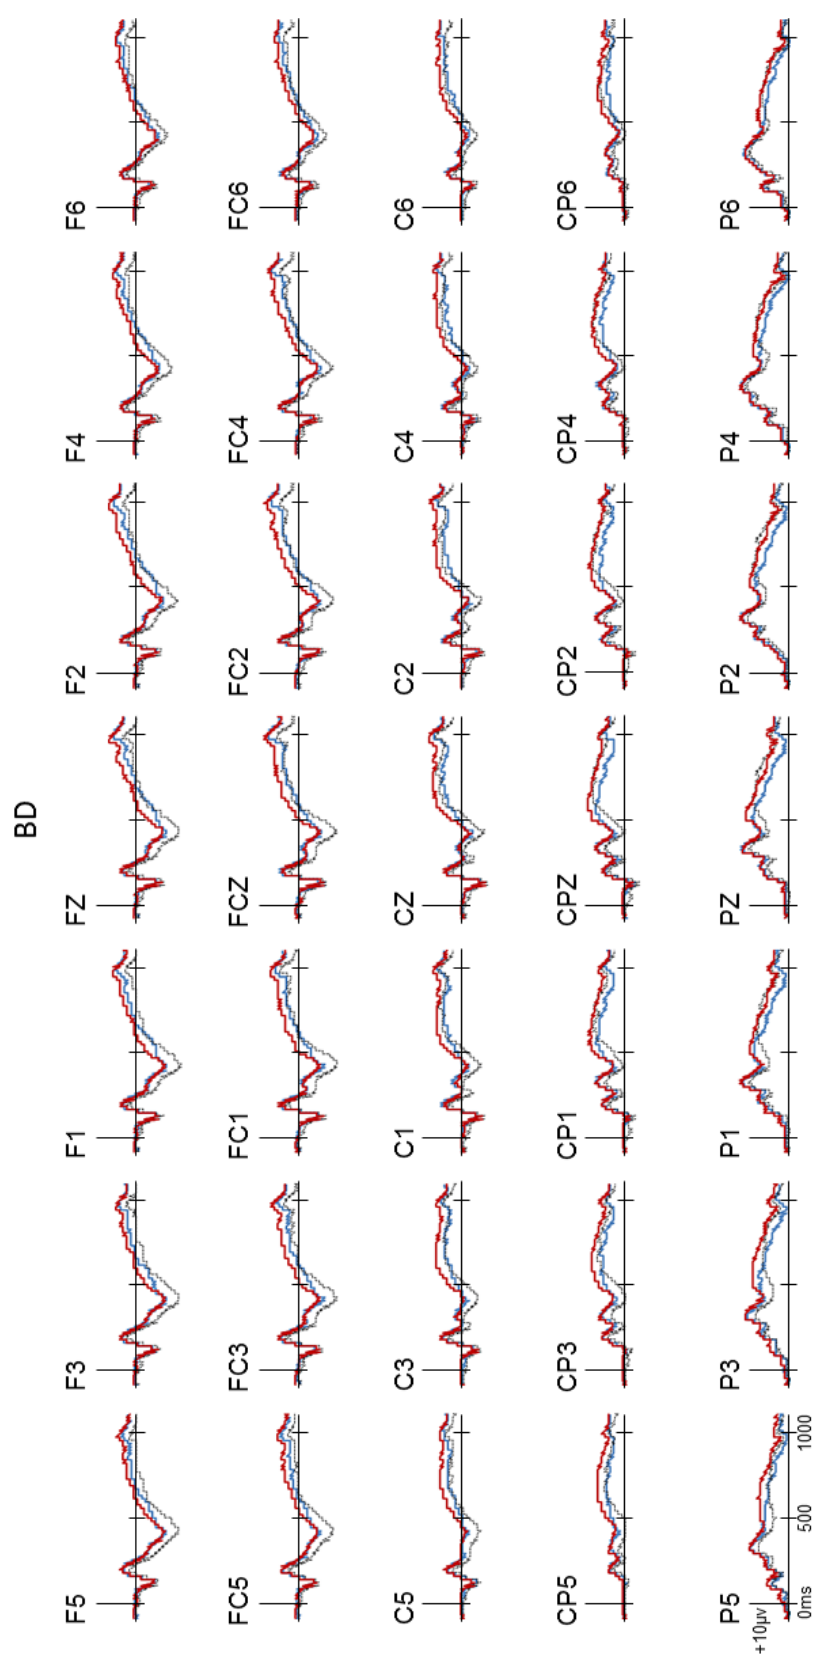 BD
F5 F3 F1 FZ F2 F4 F6
FC5 FC3 FC1 FCZ FC2 FC4 FC6
C5 C3 C1 CZ C2 C4 C6
CP5 CP3 CP1 CPZ CP2 CP4 CP6
P5 P3 P1 PZ P2 P4 P6
+10µv
0ms 500 1000